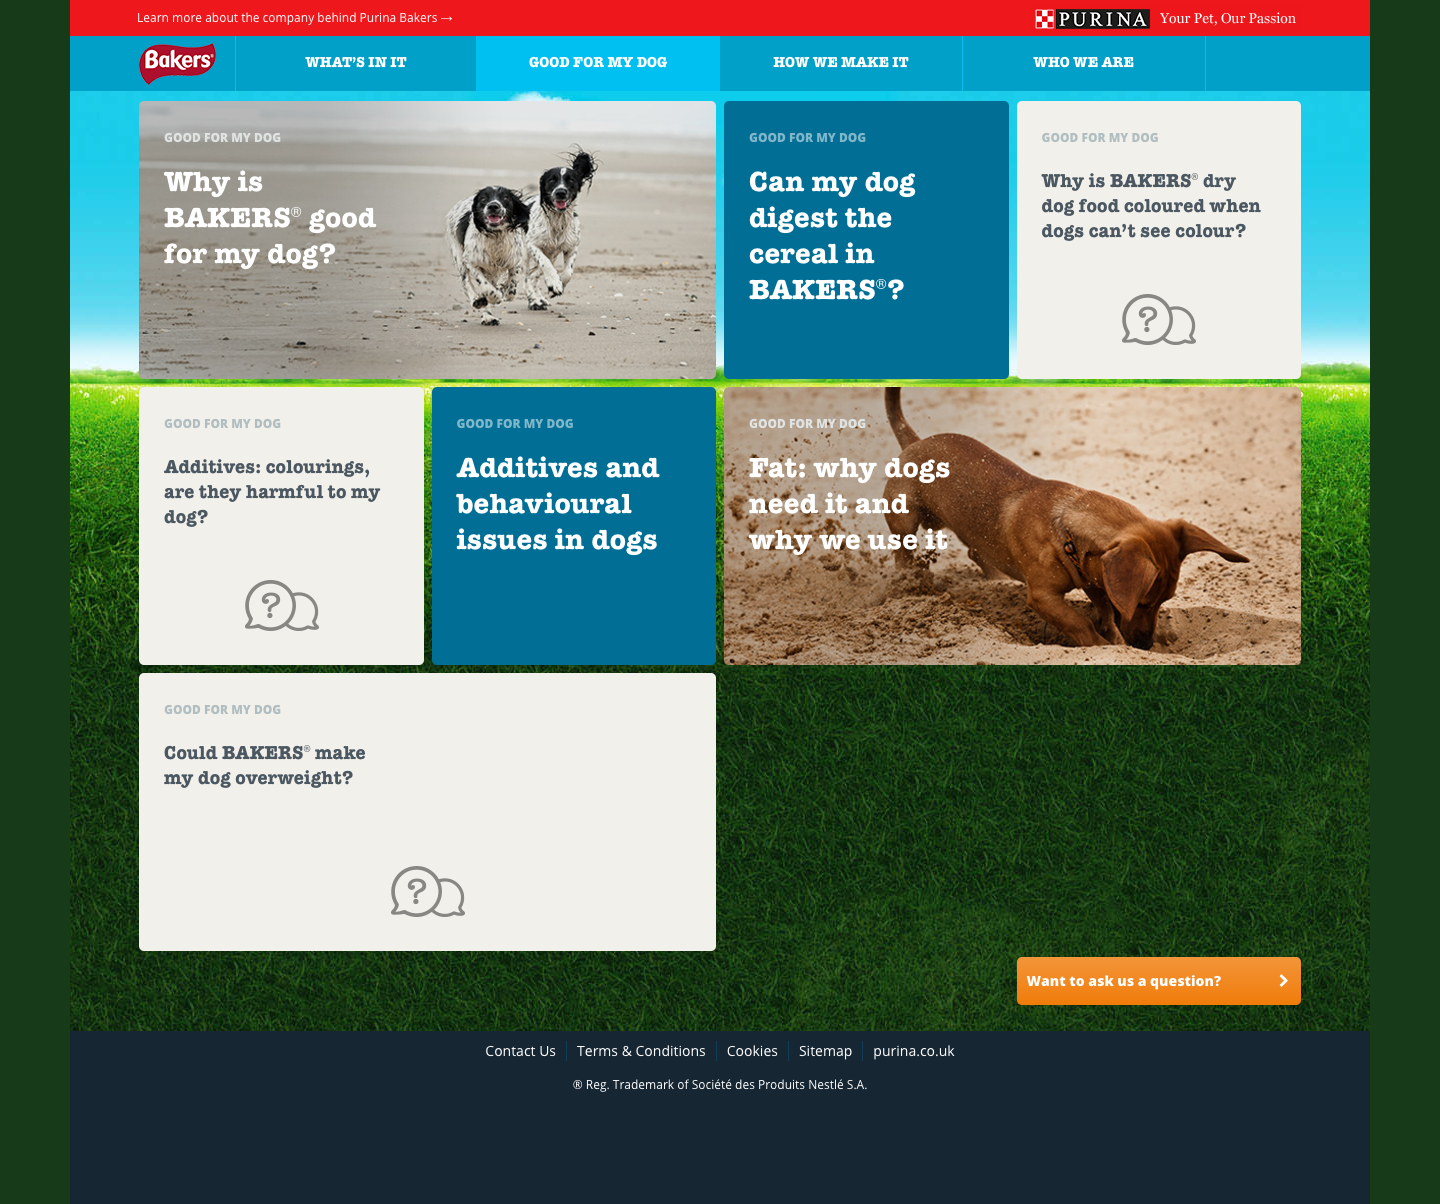 Learn more about the company behind Purina Bakers →
PURINA Your Pet, Our Passion
Bakers®
WHAT'S IN IT
GOOD FOR MY DOG
HOW WE MAKE IT
WHO WE ARE
GOOD FOR MY DOG
Why is
BAKERS® good
for my dog?
GOOD FOR MY DOG
Can my dog
digest the
cereal in
BAKERS®?
GOOD FOR MY DOG
Why is BAKERS® dry
dog food coloured when
dogs can't see colour?
?
GOOD FOR MY DOG
Additives: colourings,
are they harmful to my
dog?
?
GOOD FOR MY DOG
Additives and
behavioural
issues in dogs
GOOD FOR MY DOG
Fat: why dogs
need it and
why we use it
GOOD FOR MY DOG
Could BAKERS® make
my dog overweight?
?
Want to ask us a question?
Contact Us
Terms & Conditions
Cookies
Sitemap
purina.co.uk
® Reg. Trademark of Société des Produits Nestlé S.A.